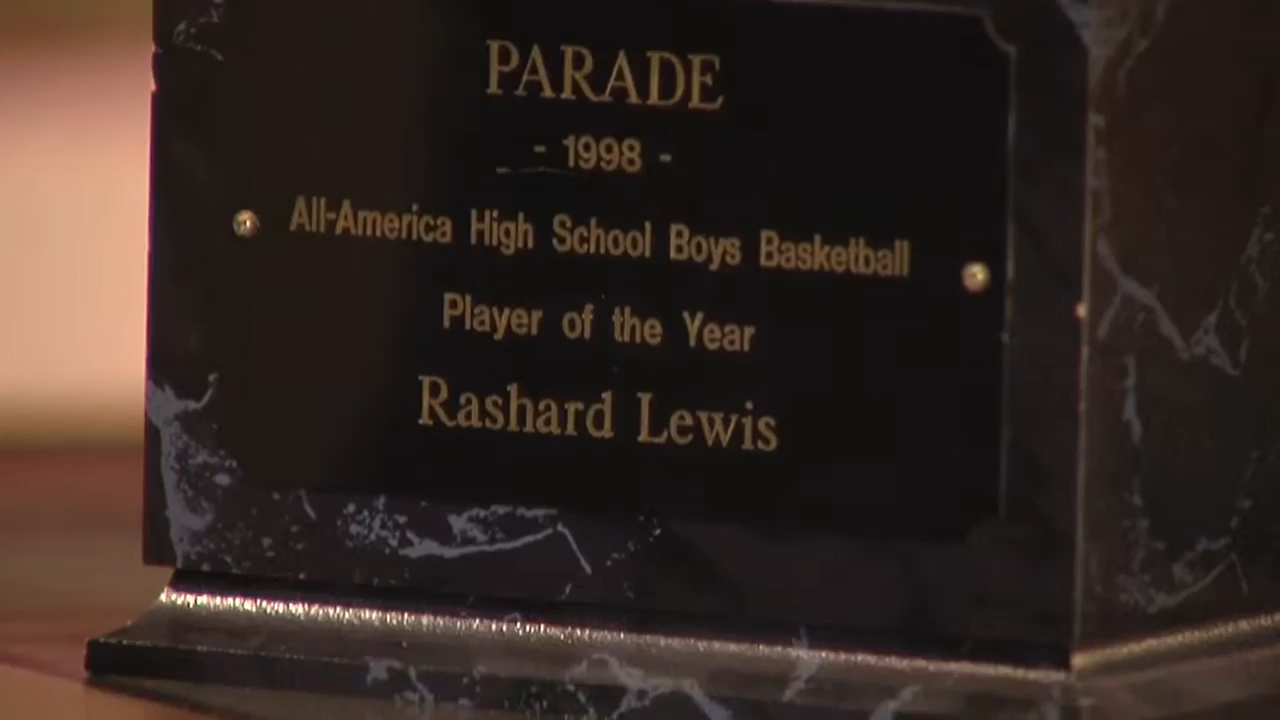 PARADE
- 1998 -
All-America High School Boys Basketball
Player of the Year
Rashard Lewis